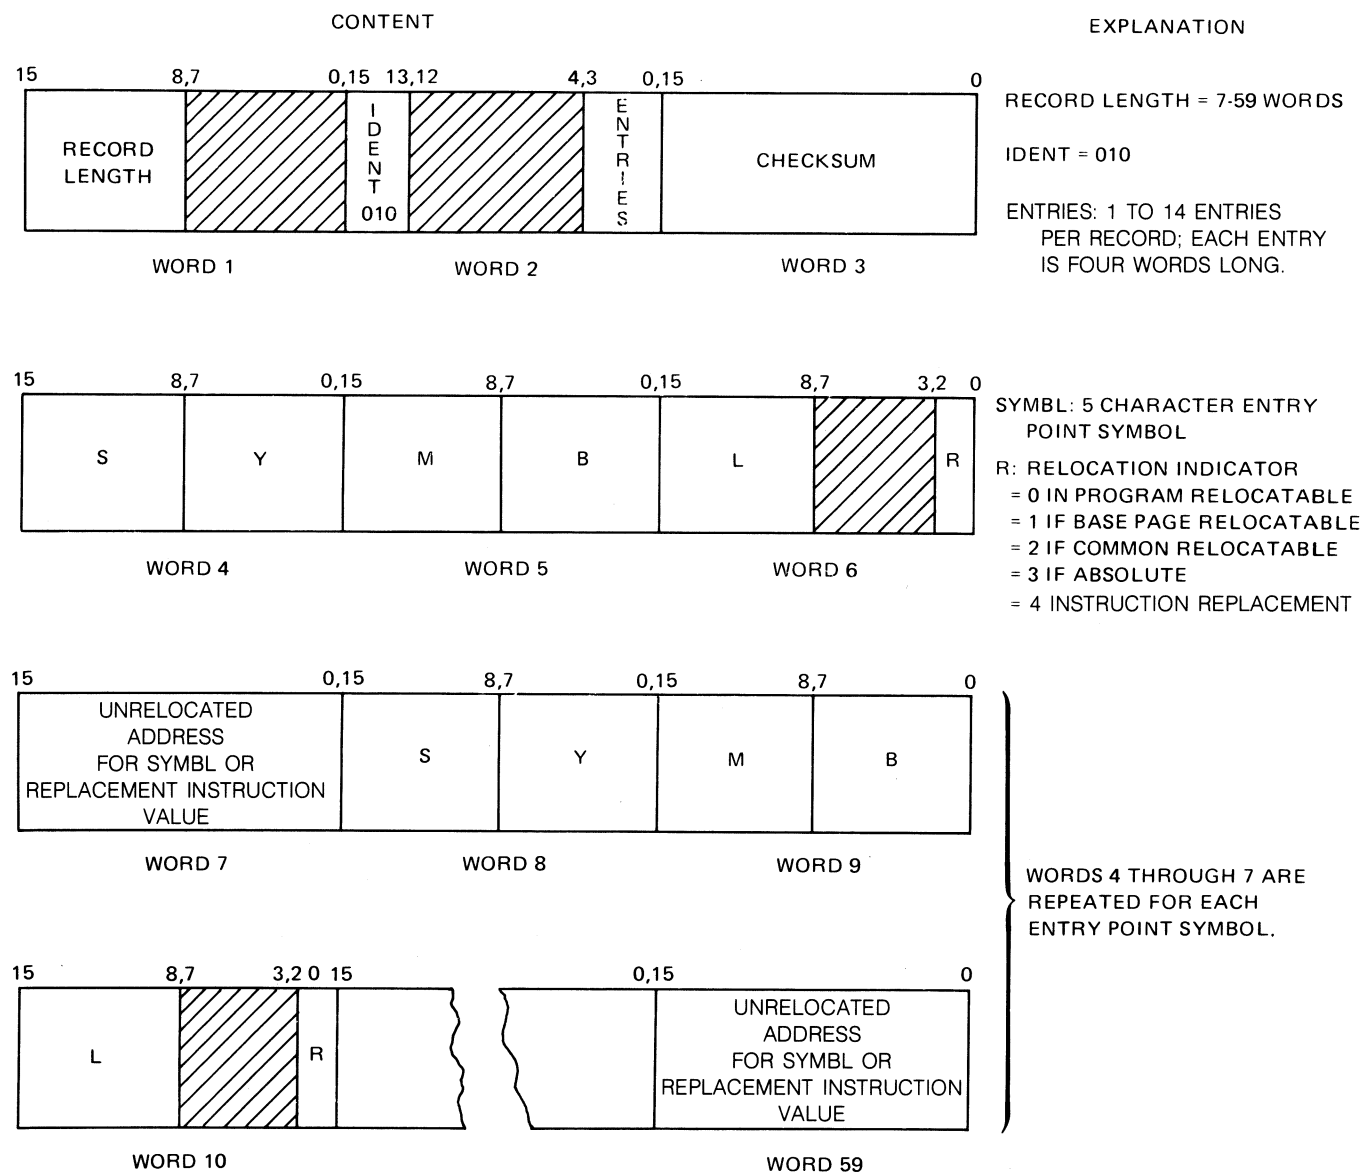 CONTENT
EXPLANATION
15 8,7 0,15 13,12 4,3 0,15 0
RECORD LENGTH
IDENT 010
ENTRIES
CHECKSUM
WORD 1 WORD 2 WORD 3
RECORD LENGTH = 7-59 WORDS
IDENT = 010
ENTRIES: 1 TO 14 ENTRIES
PER RECORD; EACH ENTRY
IS FOUR WORDS LONG.
15 8,7 0,15 8,7 0,15 8,7 3,2 0
S Y M B L R
WORD 4 WORD 5 WORD 6
SYMBL: 5 CHARACTER ENTRY
POINT SYMBOL
R: RELOCATION INDICATOR
= 0 IN PROGRAM RELOCATABLE
= 1 IF BASE PAGE RELOCATABLE
= 2 IF COMMON RELOCATABLE
= 3 IF ABSOLUTE
= 4 INSTRUCTION REPLACEMENT
15 0,15 8,7 0,15 8,7 0
UNRELOCATED
ADDRESS
FOR SYMBL OR
REPLACEMENT INSTRUCTION
VALUE
S Y M B
WORD 7 WORD 8 WORD 9
WORDS 4 THROUGH 7 ARE
REPEATED FOR EACH
ENTRY POINT SYMBOL.
15 8,7 3,2 0 15 0,15 0
L R
UNRELOCATED
ADDRESS
FOR SYMBL OR
REPLACEMENT INSTRUCTION
VALUE
WORD 10 WORD 59